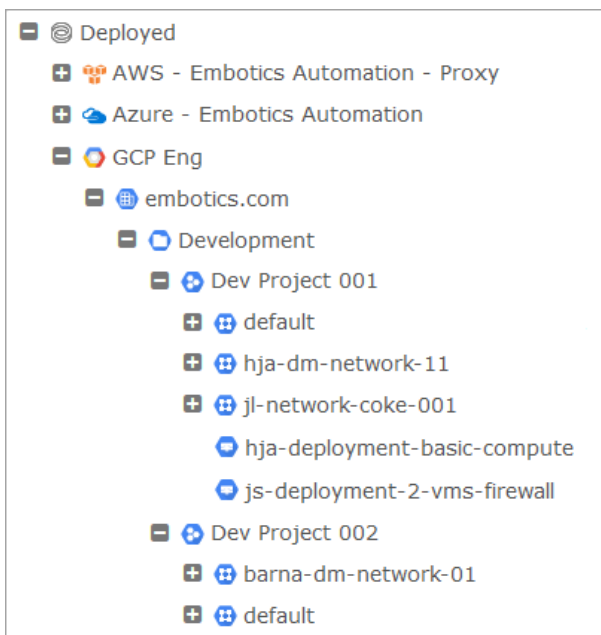 Deployed
AWS - Embotics Automation - Proxy
Azure - Embotics Automation
GCP Eng
embotics.com
Development
Dev Project 001
default
hja-dm-network-11
jl-network-coke-001
hja-deployment-basic-compute
js-deployment-2-vms-firewall
Dev Project 002
barna-dm-network-01
default